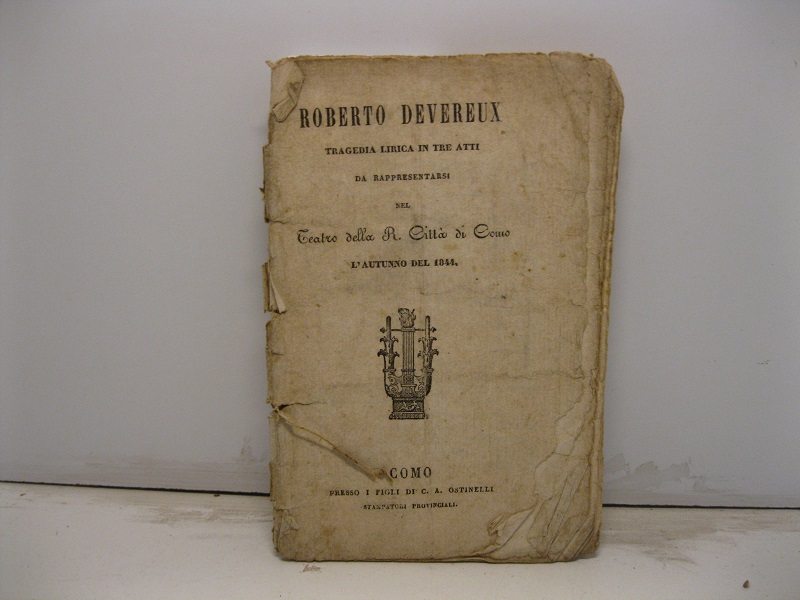 ROBERTO DEVEREUX
TRAGEDIA LIRICA IN TRE ATTI
DA RAPPRESENTARSI
NEL
Teatro della R. Città di Como
L'AUTUNNO DEL 1844.
COMO
PRESSO I FIGLI DI C. A. OSTINELLI
STAMPATORI PROVINCIALI.